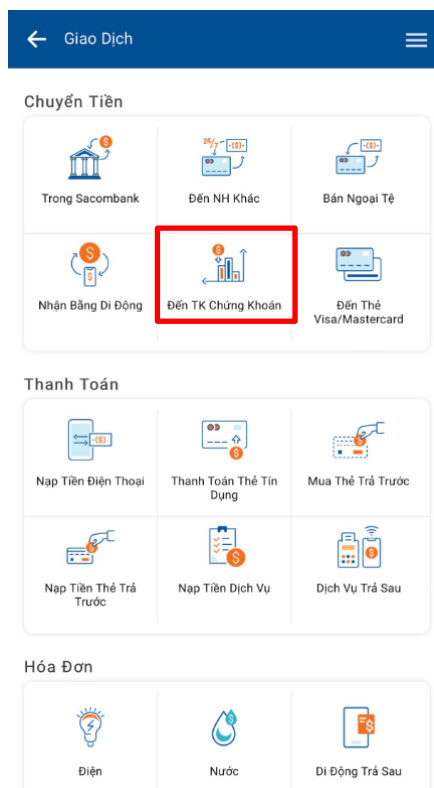 Giao Dịch
Chuyển Tiền
24/7
-($)-
-($)-
Trong Sacombank
Đến NH Khác
Bán Ngoại Tệ
Nhận Bằng Di Động
Đến TK Chứng Khoán
Đến Thẻ
Visa/Mastercard
Thanh Toán
-($)
Nạp Tiền Điện Thoại
Thanh Toán Thẻ Tín
Dụng
Mua Thẻ Trả Trước
Nạp Tiền Thẻ Trả
Trước
Nạp Tiền Dịch Vụ
Dịch Vụ Trả Sau
Hóa Đơn
Điện
Nước
Di Động Trả Sau